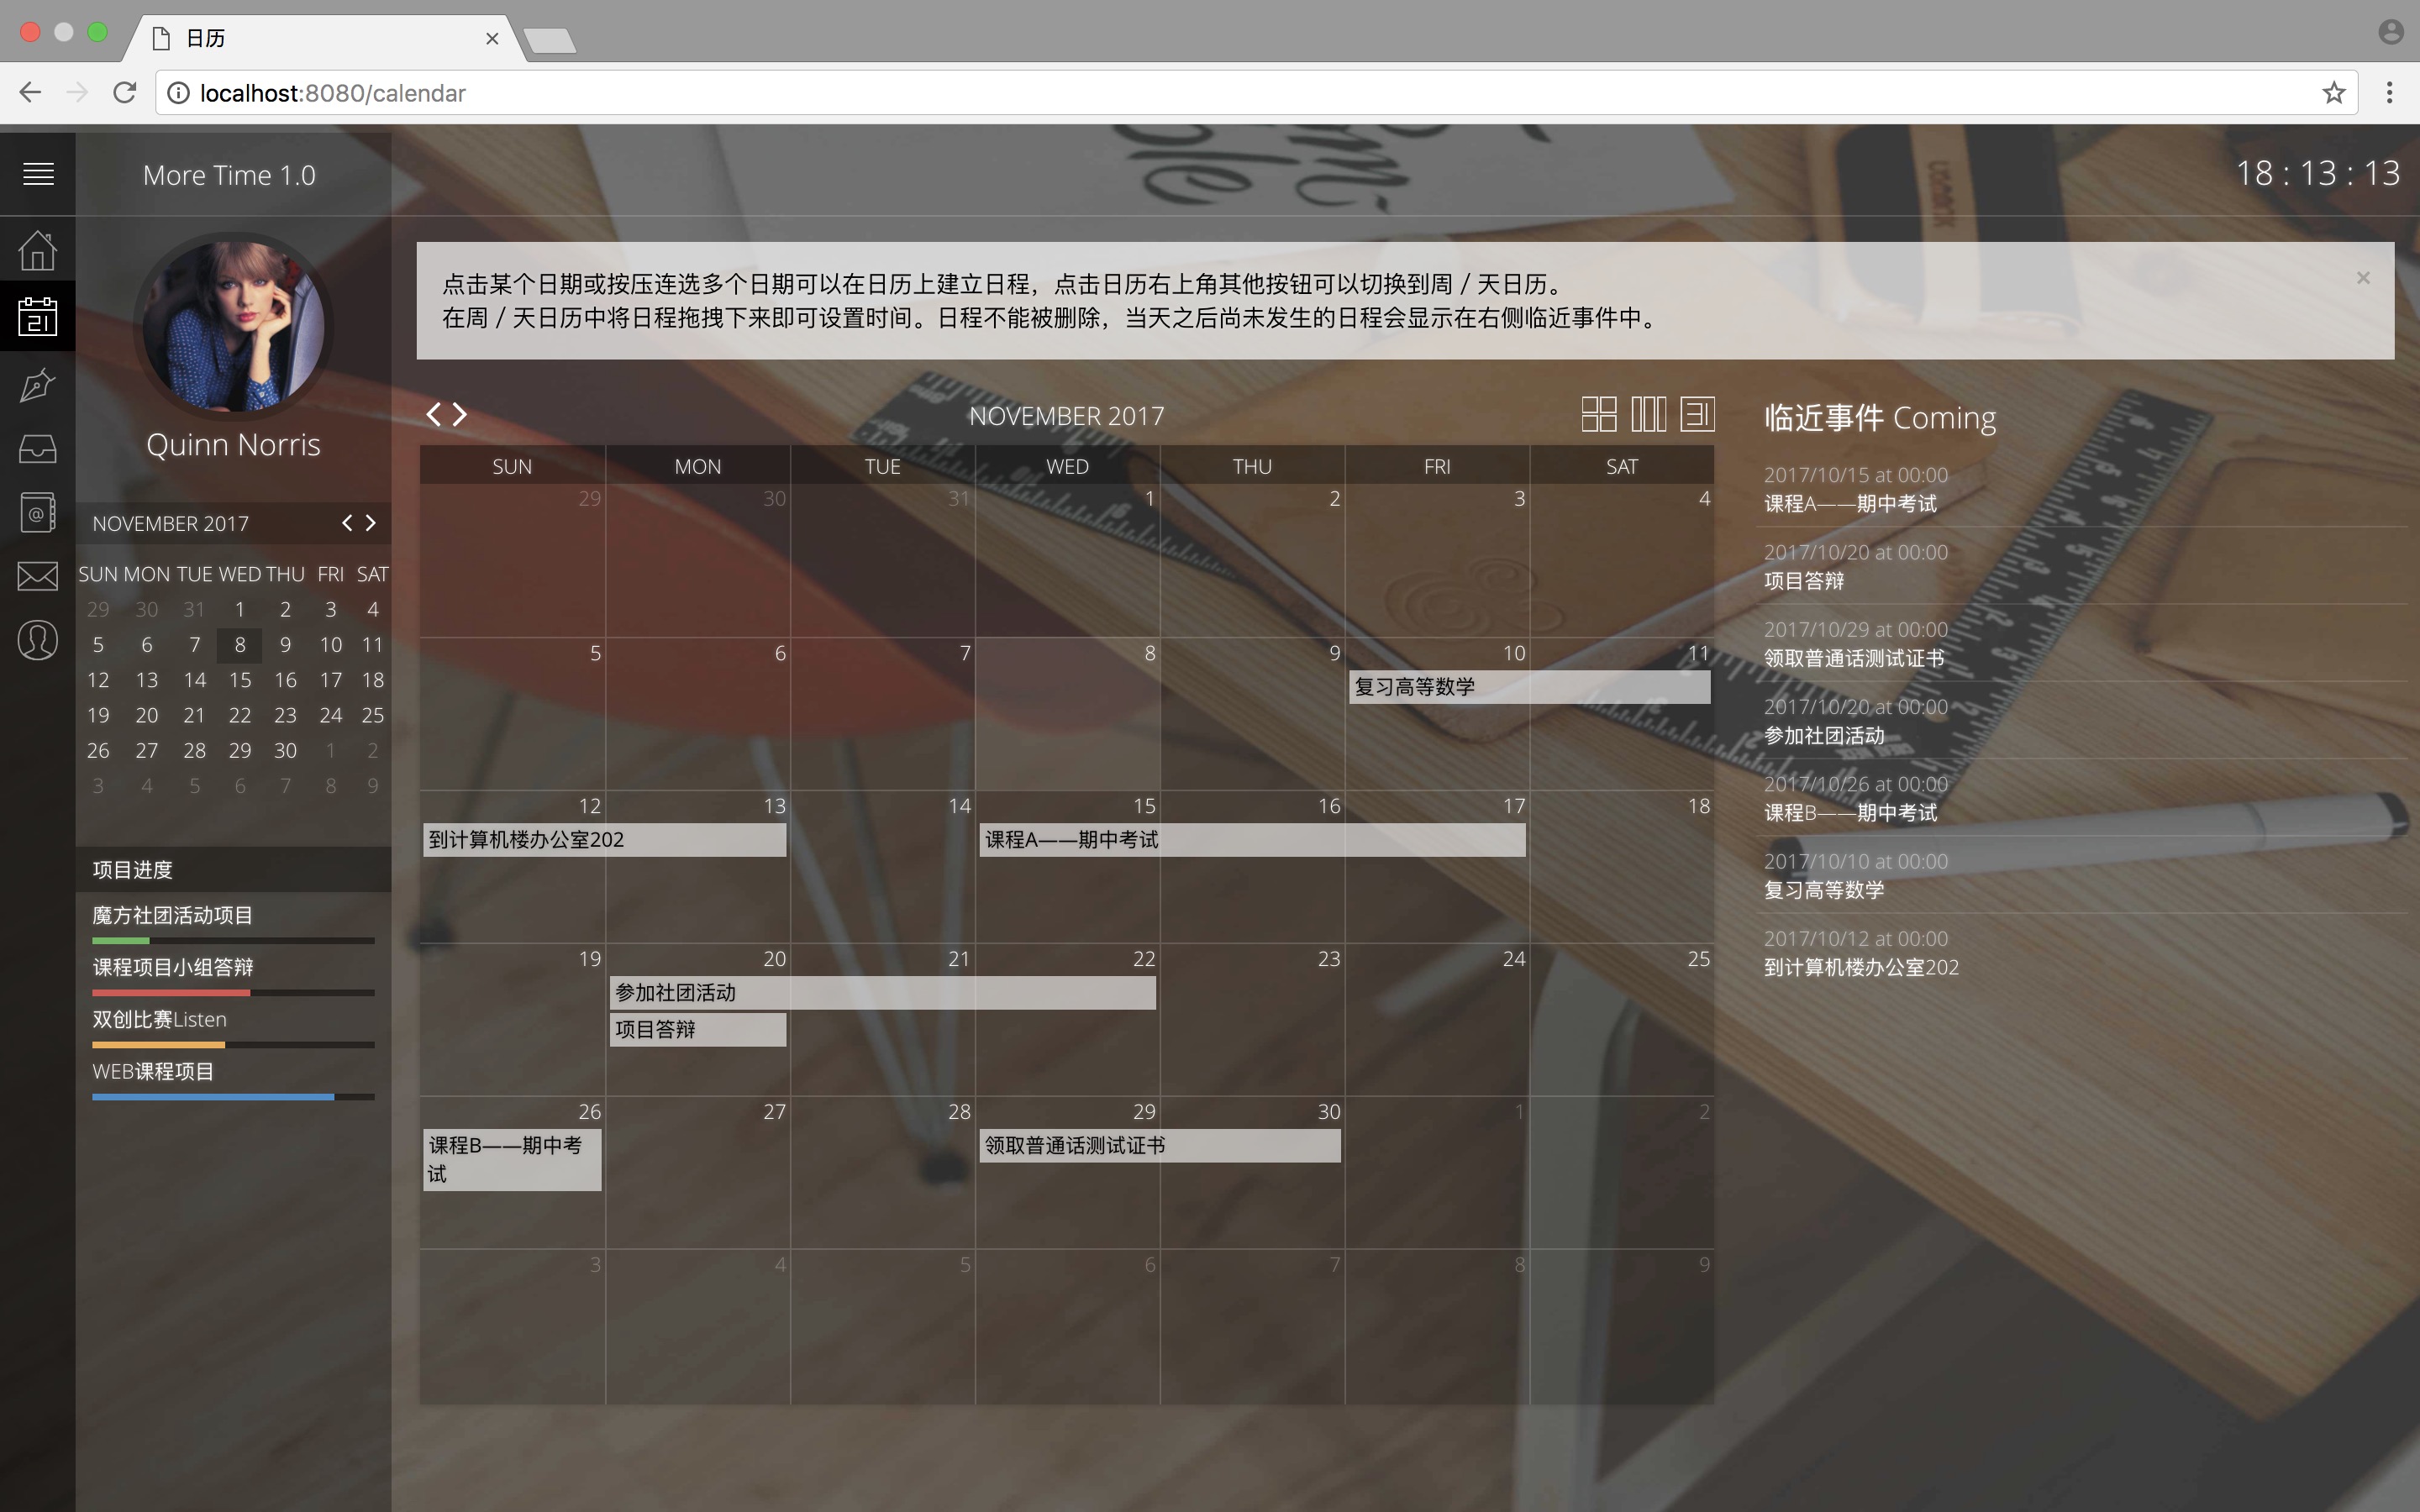 日历
localhost:8080/calendar
More Time 1.0
18 : 13 : 13
21
@
Quinn Norris
NOVEMBER 2017
SUN MON TUE WED THU FRI SAT
29 30 31 1 2 3 4
5 6 7 8 9 10 11
12 13 14 15 16 17 18
19 20 21 22 23 24 25
26 27 28 29 30 1 2
3 4 5 6 7 8 9
项目进度
魔方社团活动项目
课程项目小组答辩
双创比赛Listen
WEB课程项目
点击某个日期或按压连选多个日期可以在日历上建立日程，点击日历右上角其他按钮可以切换到周 / 天日历。
在周 / 天日历中将日程拖拽下来即可设置时间。日程不能被删除，当天之后尚未发生的日程会显示在右侧临近事件中。
NOVEMBER 2017
31
SUN MON TUE WED THU FRI SAT
29 30 31 1 2 3 4
5 6 7 8 9 10 11
复习高等数学
12 13 14 15 16 17 18
到计算机楼办公室202
课程A——期中考试
19 20 21 22 23 24 25
参加社团活动
项目答辩
26 27 28 29 30 1 2
课程B——期中考
试
领取普通话测试证书
3 4 5 6 7 8 9
临近事件 Coming
2017/10/15 at 00:00
课程A——期中考试
2017/10/20 at 00:00
项目答辩
2017/10/29 at 00:00
领取普通话测试证书
2017/10/20 at 00:00
参加社团活动
2017/10/26 at 00:00
课程B——期中考试
2017/10/10 at 00:00
复习高等数学
2017/10/12 at 00:00
到计算机楼办公室202